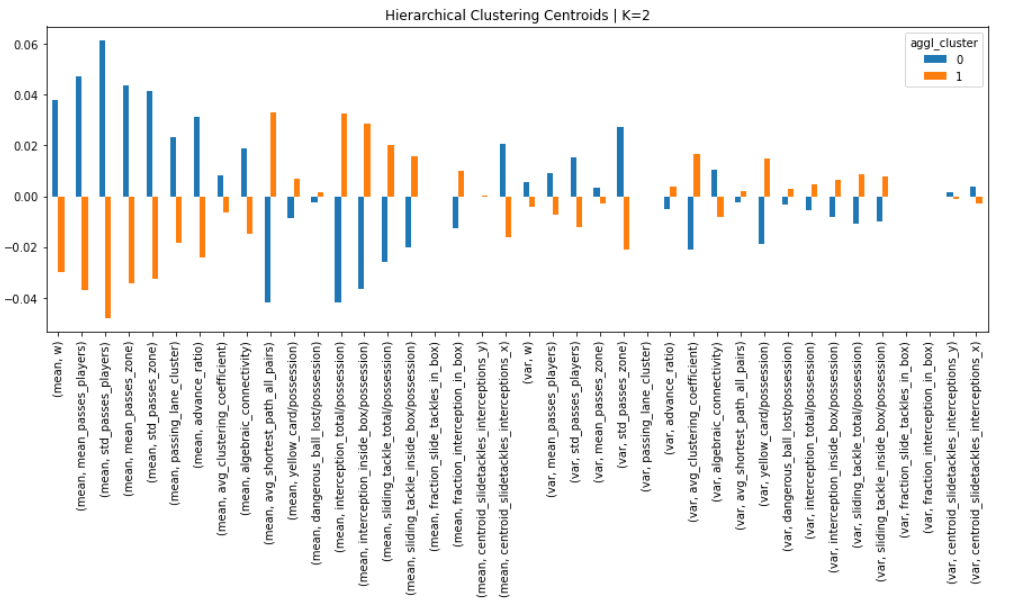 Hierarchical Clustering Centroids | K=2
aggl_cluster
0
1
0.06
0.04
0.02
0.00
−0.02
−0.04
(mean, w)
(mean, mean_passes_players)
(mean, std_passes_players)
(mean, mean_passes_zone)
(mean, std_passes_zone)
(mean, passing_lane_cluster)
(mean, advance_ratio)
(mean, avg_clustering_coefficient)
(mean, algebraic_connectivity)
(mean, avg_shortest_path_all_pairs)
(mean, yellow_card/possession)
(mean, dangerous_ball_lost/possession)
(mean, interception_total/possession)
(mean, interception_inside_box/possession)
(mean, sliding_tackle_total/possession)
(mean, sliding_tackle_inside_box/possession)
(mean, fraction_slide_tackles_in_box)
(mean, fraction_interception_in_box)
(mean, centroid_slidetackles_interceptions_y)
(mean, centroid_slidetackles_interceptions_x)
(var, w)
(var, mean_passes_players)
(var, std_passes_players)
(var, mean_passes_zone)
(var, std_passes_zone)
(var, passing_lane_cluster)
(var, advance_ratio)
(var, avg_clustering_coefficient)
(var, algebraic_connectivity)
(var, avg_shortest_path_all_pairs)
(var, yellow_card/possession)
(var, dangerous_ball_lost/possession)
(var, interception_total/possession)
(var, interception_inside_box/possession)
(var, sliding_tackle_total/possession)
(var, sliding_tackle_inside_box/possession)
(var, fraction_slide_tackles_in_box)
(var, fraction_interception_in_box)
(var, centroid_slidetackles_interceptions_y)
(var, centroid_slidetackles_interceptions_x)